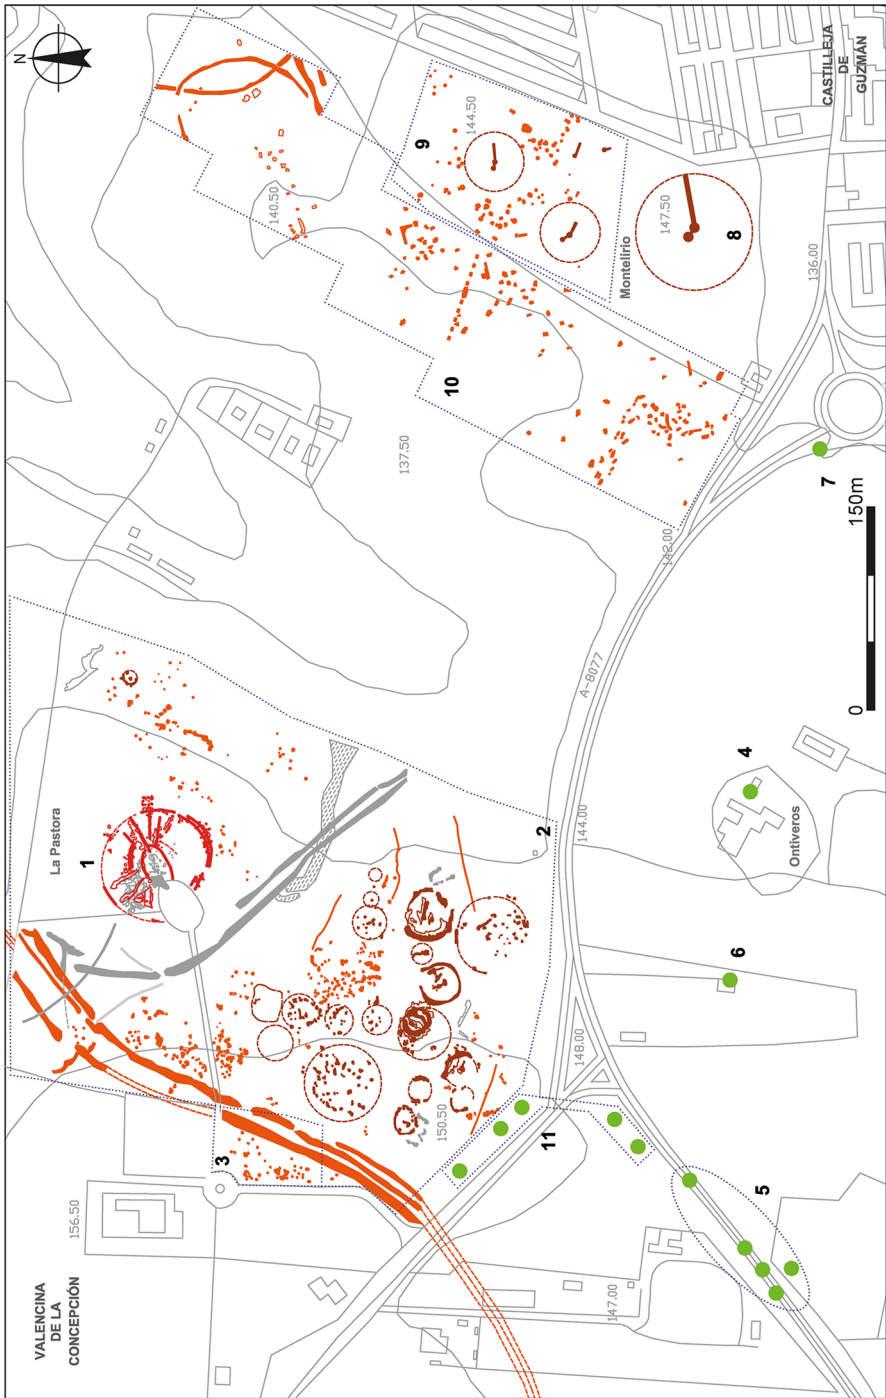 VALENCINA
DE LA
CONCEPCIÓN
156.50
3
La Pastora
1
N
140.50
9
144.50
CASTILLEJA
DE
GUZMÁN
10
137.50
Montelirio
147.50
8
136.00
142.00
A-8077
2
144.00
150.50
148.00
11
147.00
5
6
4
Ontiveros
7
0
150m